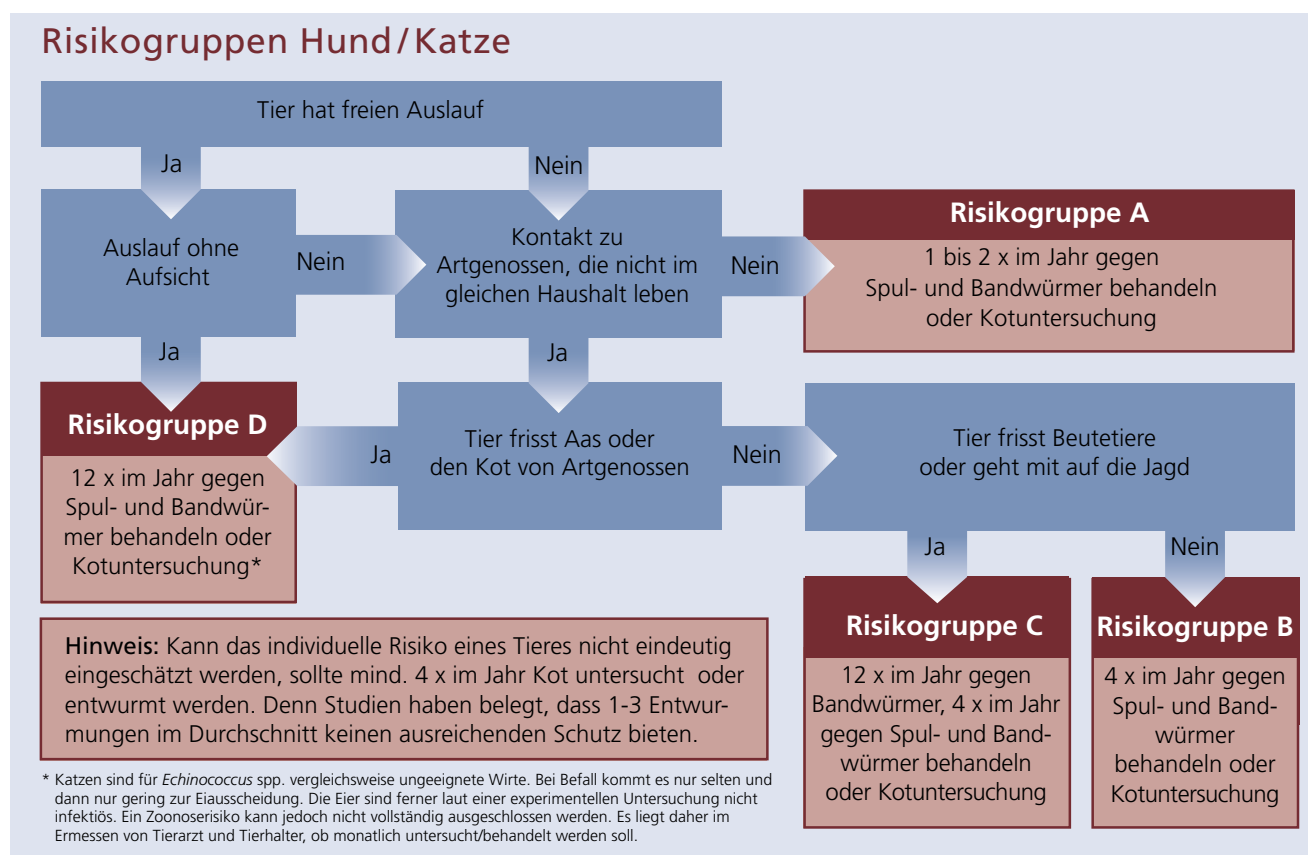 Risikogruppen Hund/Katze
Tier hat freien Auslauf
Ja
Nein
Auslauf ohne
Aufsicht
Nein
Kontakt zu
Artgenossen, die nicht im
gleichen Haushalt leben
Nein
Risikogruppe A
1 bis 2 x im Jahr gegen
Spul- und Bandwürmer behandeln
oder Kotuntersuchung
Ja
Ja
Risikogruppe D
12 x im Jahr gegen
Spul- und Bandwür-
mer behandeln oder
Kotuntersuchung*
Ja
Tier frisst Aas oder
den Kot von Artgenossen
Nein
Tier frisst Beutetiere
oder geht mit auf die Jagd
Ja
Nein
Risikogruppe C
12 x im Jahr gegen
Bandwürmer, 4 x im Jahr
gegen Spul- und Band-
würmer behandeln
oder Kotuntersuchung
Risikogruppe B
4 x im Jahr gegen
Spul- und Band-
würmer
behandeln oder
Kotuntersuchung
Hinweis: Kann das individuelle Risiko eines Tieres nicht eindeutig
eingeschätzt werden, sollte mind. 4 x im Jahr Kot untersucht oder
entwurmt werden. Denn Studien haben belegt, dass 1-3 Entwur-
mungen im Durchschnitt keinen ausreichenden Schutz bieten.
* Katzen sind für Echinococcus spp. vergleichsweise ungeeignete Wirte. Bei Befall kommt es nur selten und
dann nur gering zur Eiausscheidung. Die Eier sind ferner laut einer experimentellen Untersuchung nicht
infektiös. Ein Zoonoserisiko kann jedoch nicht vollständig ausgeschlossen werden. Es liegt daher im
Ermessen von Tierarzt und Tierhalter, ob monatlich untersucht/behandelt werden soll.